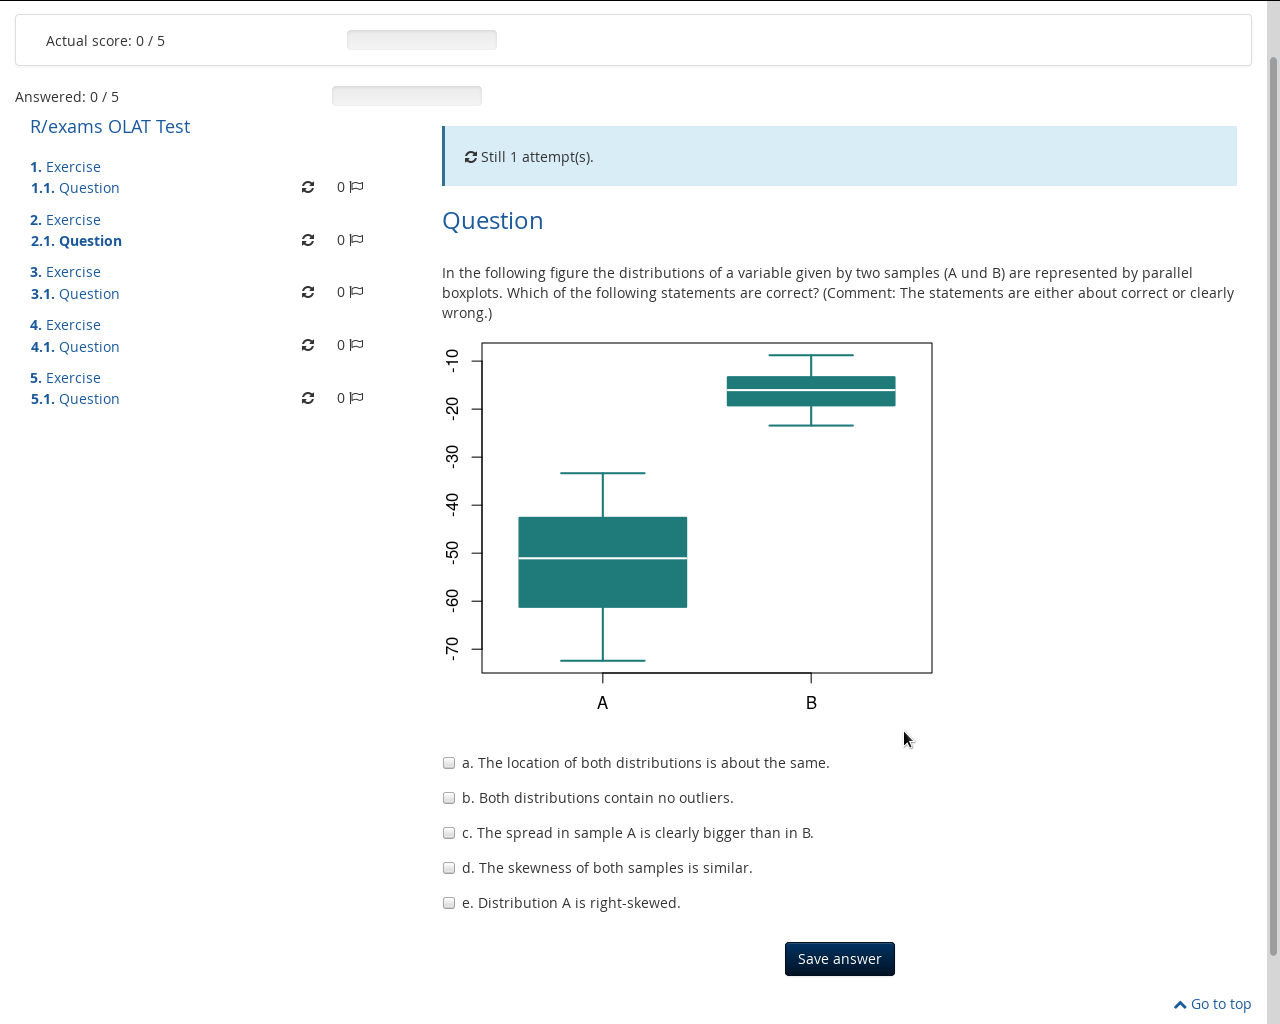 Actual score: 0 / 5
Answered: 0 / 5
R/exams OLAT Test
1. Exercise
1.1. Question 0
2. Exercise
2.1. Question 0
3. Exercise
3.1. Question 0
4. Exercise
4.1. Question 0
5. Exercise
5.1. Question 0
Still 1 attempt(s).
Question
In the following figure the distributions of a variable given by two samples (A und B) are represented by parallel
boxplots. Which of the following statements are correct? (Comment: The statements are either about correct or clearly
wrong.)
-10
-20
-30
-40
-50
-60
-70
A B
a. The location of both distributions is about the same.
b. Both distributions contain no outliers.
c. The spread in sample A is clearly bigger than in B.
d. The skewness of both samples is similar.
e. Distribution A is right-skewed.
Save answer
Go to top